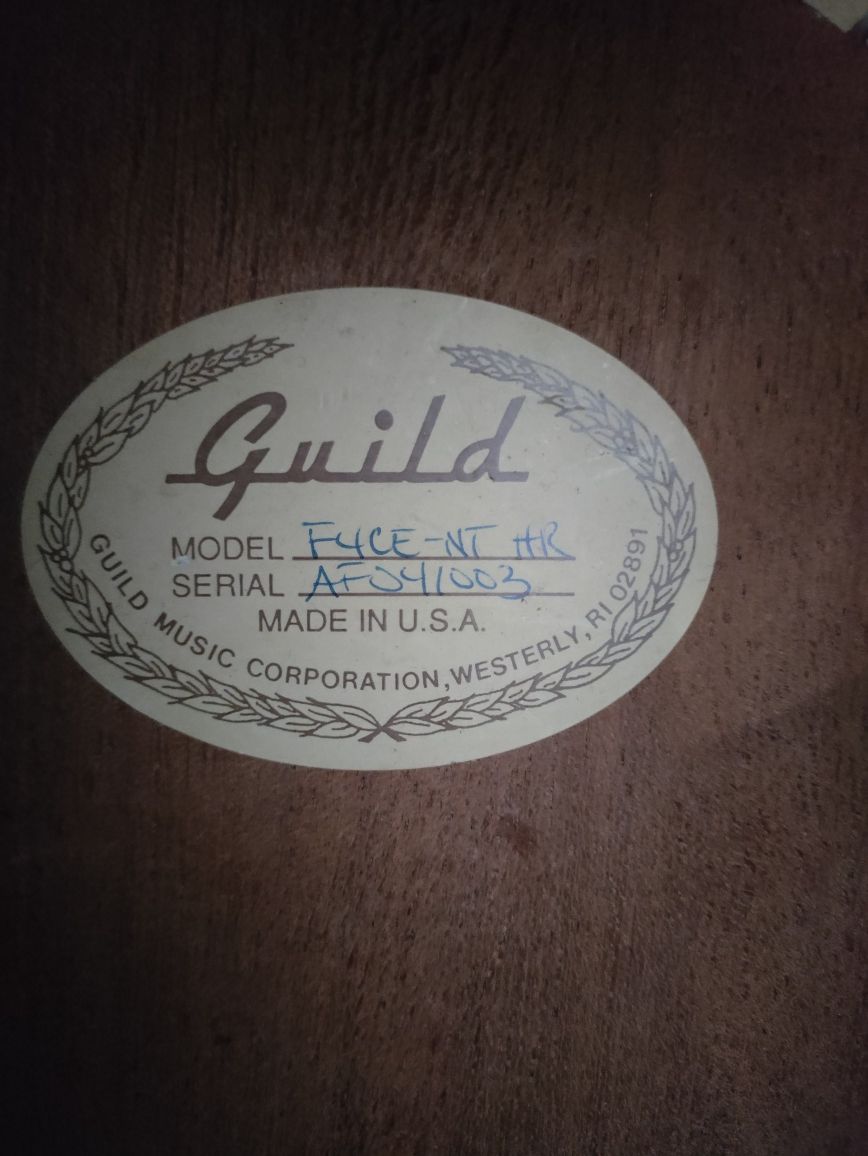 Guild
MODEL F4CE-NT HR
SERIAL AF041003
MADE IN U.S.A.
GUILD MUSIC CORPORATION, WESTERLY, RI 02891